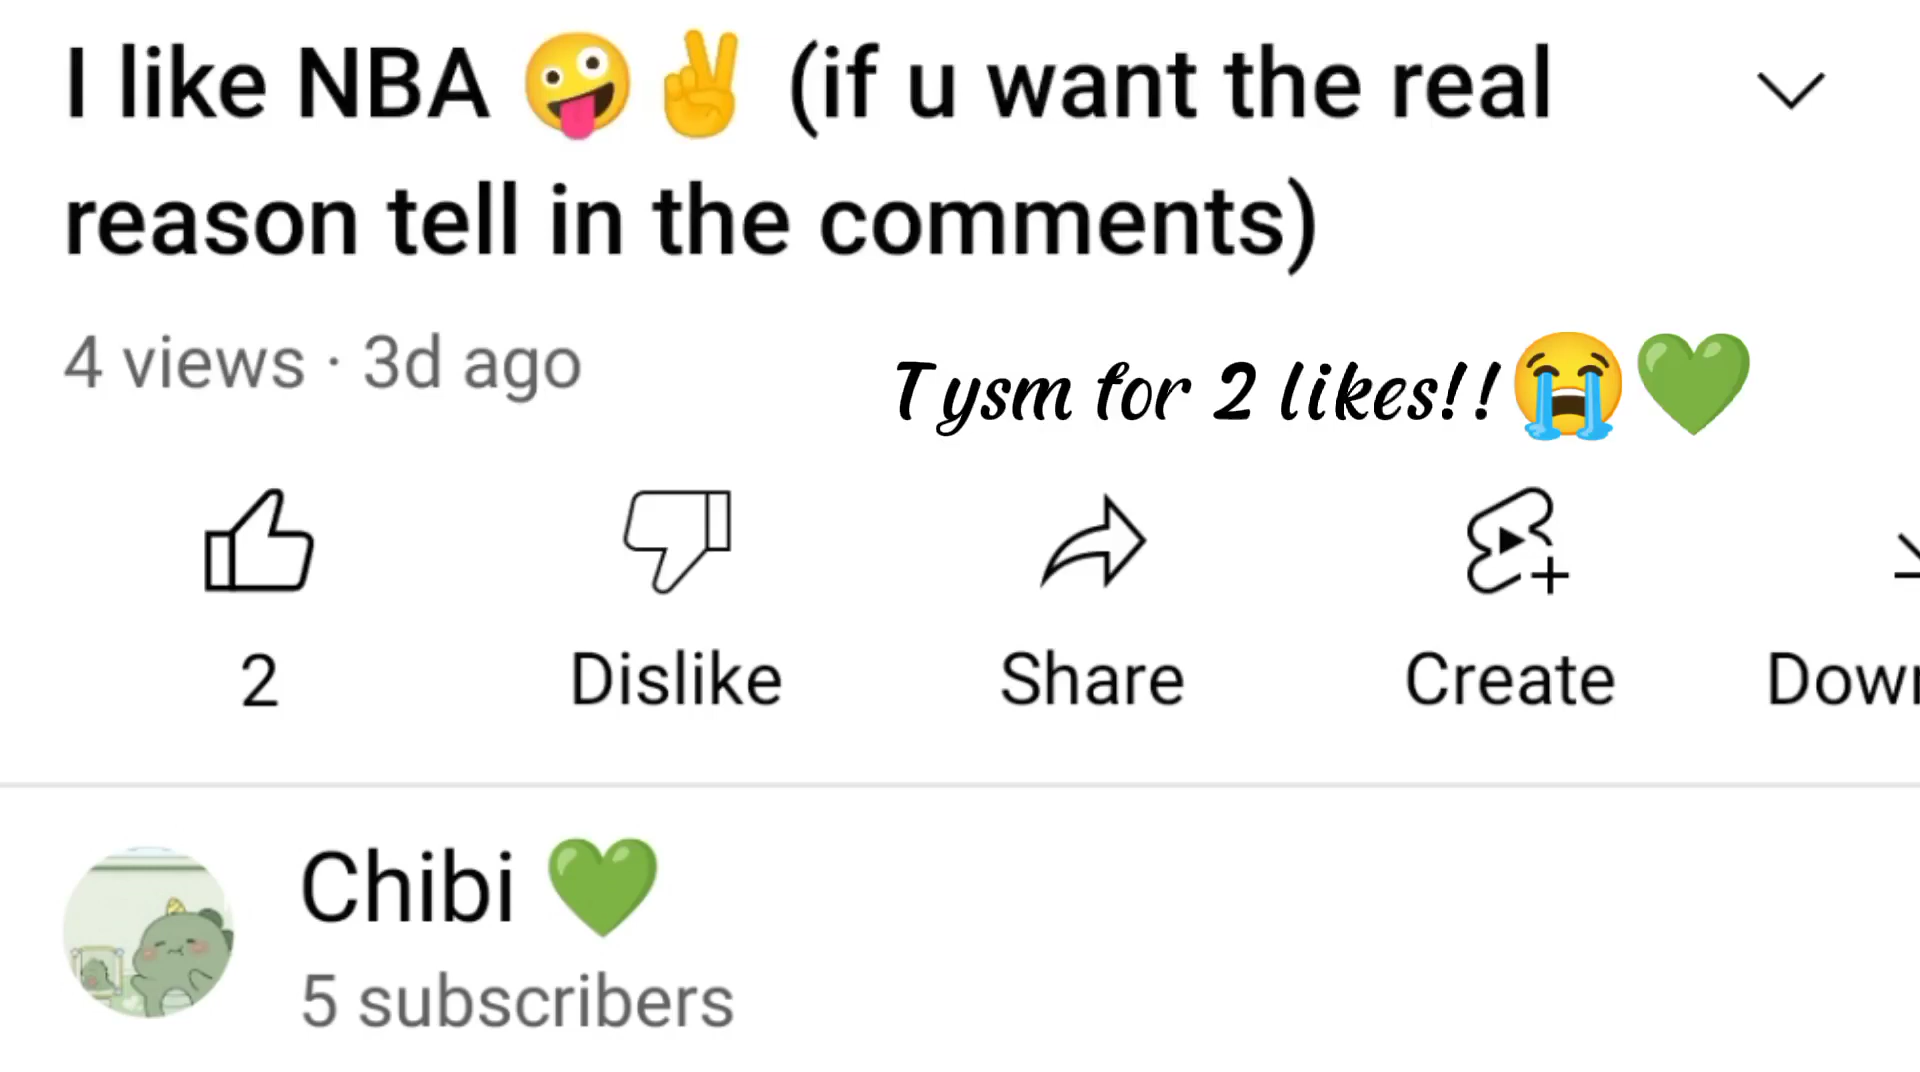 I like NBA 🤪✌️ (if u want the real
reason tell in the comments)
4 views · 3d ago
Tysm for 2 likes!!😭💚
2
Dislike
Share
Create
Down
Chibi 💚
5 subscribers